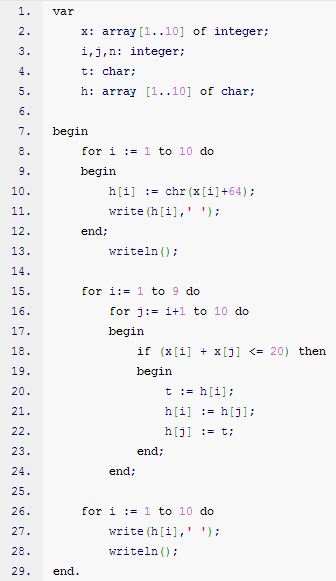 1. var
2.     x: array[1..10] of integer;
3.     i,j,n: integer;
4.     t: char;
5.     h: array [1..10] of char;
6.
7. begin
8.     for i := 1 to 10 do
9.     begin
10.         h[i] := chr(x[i]+64);
11.         write(h[i],' ');
12.     end;
13.         writeln();
14.
15.     for i:= 1 to 9 do
16.         for j:= i+1 to 10 do
17.         begin
18.             if (x[i] + x[j] <= 20) then
19.             begin
20.                 t := h[i];
21.                 h[i] := h[j];
22.                 h[j] := t;
23.             end;
24.         end;
25.
26.     for i := 1 to 10 do
27.         write(h[i],' ');
28.         writeln();
29. end.